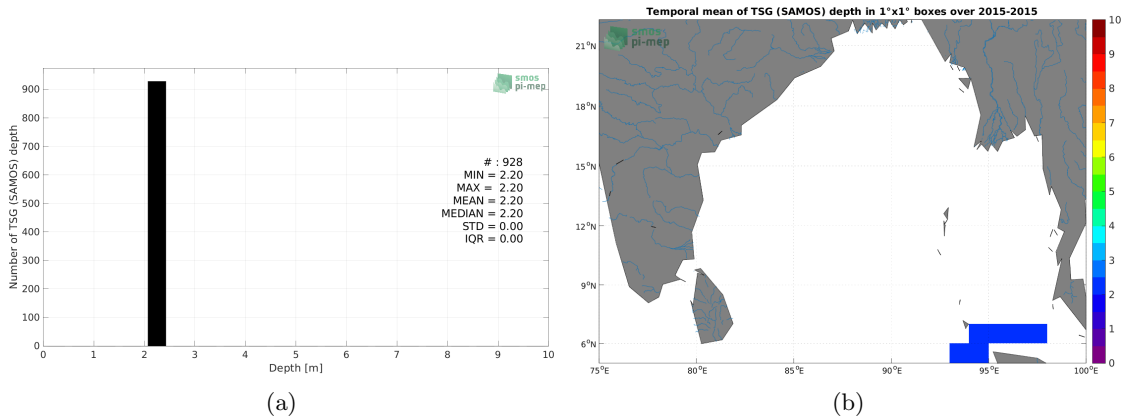 smos
pi-mep
900
800
700
600
500
400
300
200
100
0
Number of TSG (SAMOS) depth
# : 928
MIN = 2.20
MAX = 2.20
MEAN = 2.20
MEDIAN = 2.20
STD = 0.00
IQR = 0.00
0 1 2 3 4 5 6 7 8 9 10
Depth [m]
(a)
Temporal mean of TSG (SAMOS) depth in 1°x1° boxes over 2015-2015
smos
pi-mep
21°N
18°N
15°N
12°N
9°N
6°N
75°E 80°E 85°E 90°E 95°E 100°E
10
9
8
7
6
5
4
3
2
1
0
(b)